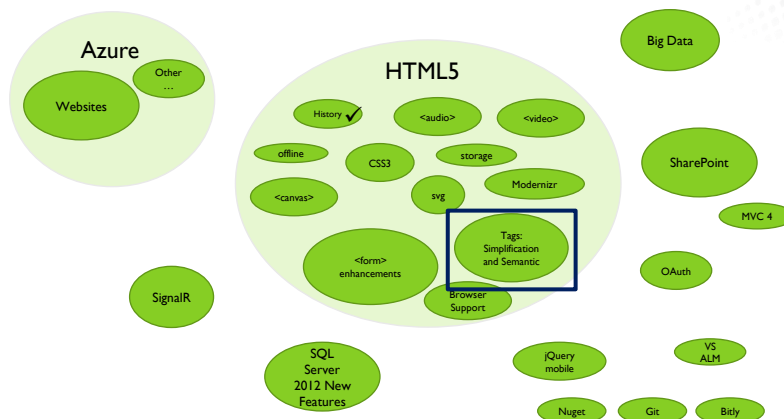 Azure
Websites
Other
…
HTML5
History ✓
<audio>
<video>
offline
CSS3
storage
<canvas>
svg
Modernizr
Tags:
Simplification
and Semantic
<form>
enhancements
Browser
Support
Big Data
SharePoint
MVC 4
OAuth
SignalR
SQL
Server
2012 New
Features
jQuery
mobile
VS
ALM
Nuget
Git
Bitly